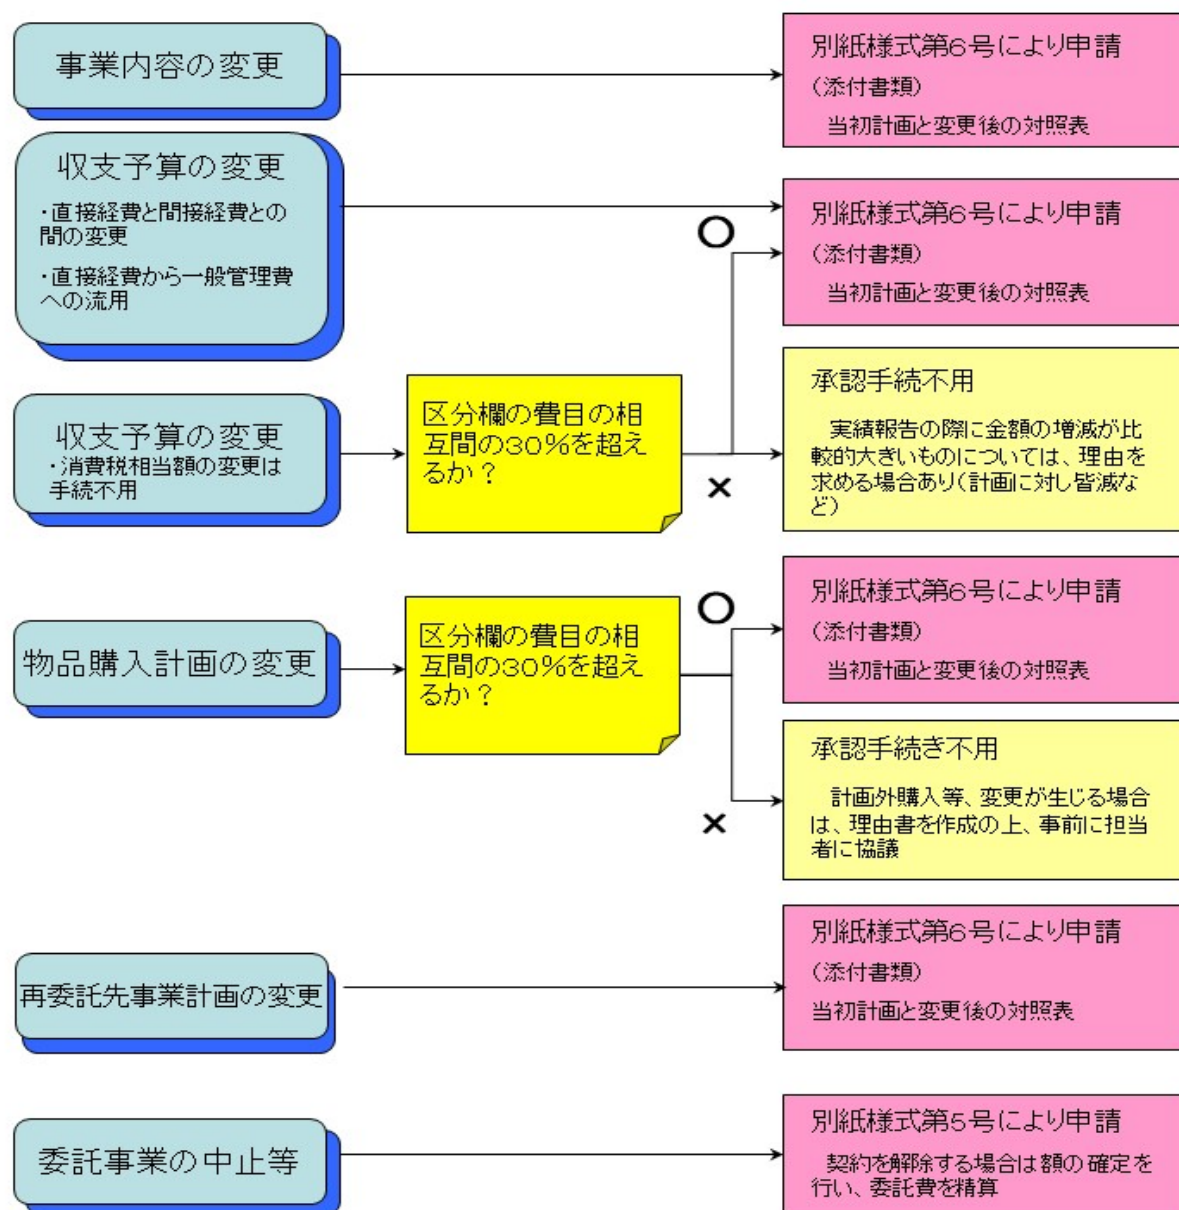 事業内容の変更
別紙様式第6号により申請
（添付書類）
当初計画と変更後の対照表
収支予算の変更
・直接経費と間接経費との
間の変更
・直接経費から一般管理費
への流用
別紙様式第6号により申請
（添付書類）
当初計画と変更後の対照表
収支予算の変更
・消費税相当額の変更は
手続不用
区分欄の費目の相
互間の30％を超え
るか？
○
×
承認手続不用
実績報告の際に金額の増減が比
較的大きいものについては、理由を
求める場合あり（計画に対し皆減な
ど）
物品購入計画の変更
区分欄の費目の相
互間の30％を超え
るか？
○
×
別紙様式第6号により申請
（添付書類）
当初計画と変更後の対照表
承認手続き不用
計画外購入等、変更が生じる場合
は、理由書を作成の上、事前に担当
者に協議
再委託先事業計画の変更
別紙様式第6号により申請
（添付書類）
当初計画と変更後の対照表
委託事業の中止等
別紙様式第5号により申請
契約を解除する場合は額の確定を
行い、委託費を精算